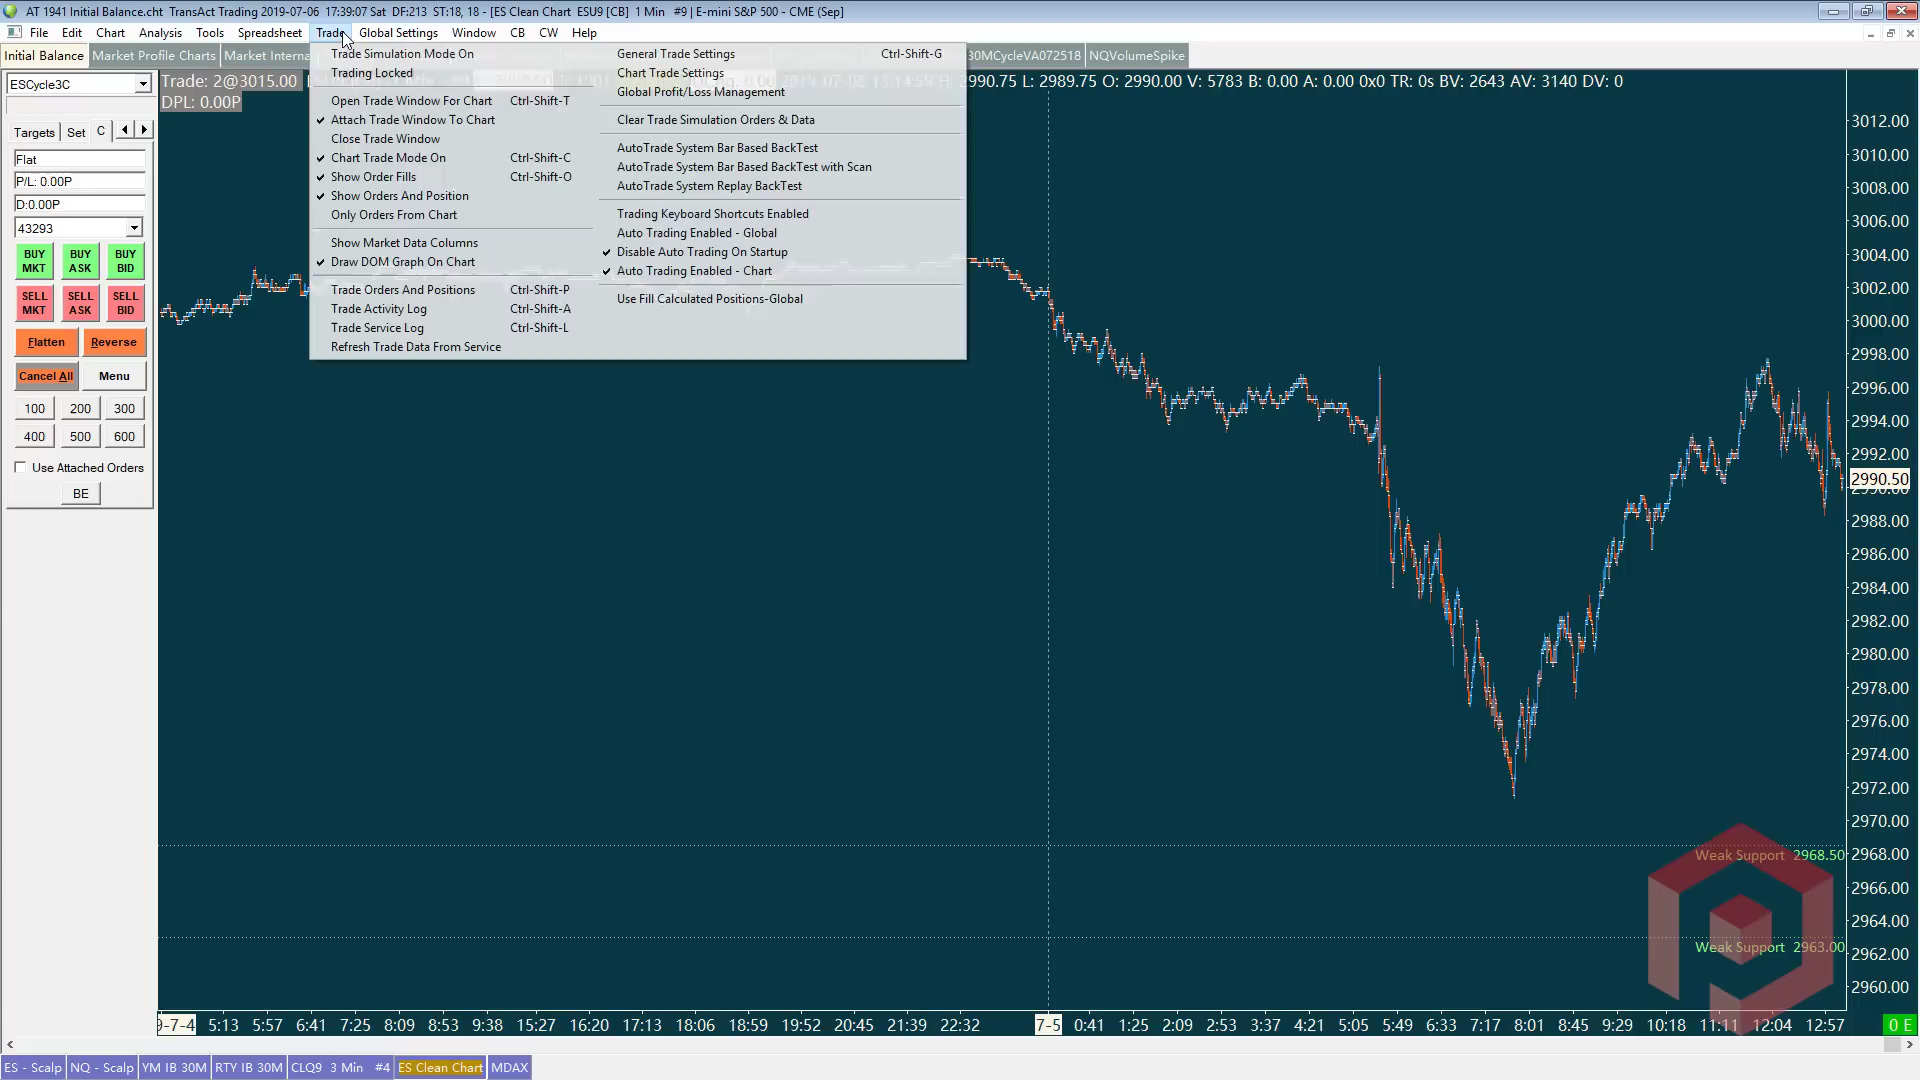 AT 1941 Initial Balance.cht  TransAct Trading 2019-07-06  17:39:07 Sat  DF:213  ST:18, 18 - [ES Clean Chart  ESU9 [CB]  1 Min   #9 | E-mini S&P 500 - CME (Sep)
File Edit Chart Analysis Tools Spreadsheet Trade Global Settings Window CB CW Help
Initial Balance Market Profile Charts Market Interna 30MCycleVA072518 NQVolumeSpike
ESCycle3C
Trade: 2@3015.00
2990.75 L: 2989.75 O: 2990.00 V: 5783 B: 0.00 A: 0.00 0x0 TR: 0s BV: 2643 AV: 3140 DV: 0
DPL: 0.00P
Targets Set C
Flat
P/L: 0.00P
D:0.00P
43293
BUY MKT
BUY ASK
BUY BID
SELL MKT
SELL ASK
SELL BID
Flatten Reverse
Cancel All Menu
100 200 300
400 500 600
Use Attached Orders
BE
Trade Simulation Mode On
Trading Locked
Open Trade Window For Chart Ctrl-Shift-T
✓ Attach Trade Window To Chart
Close Trade Window
✓ Chart Trade Mode On Ctrl-Shift-C
✓ Show Order Fills Ctrl-Shift-O
✓ Show Orders And Position
Only Orders From Chart
Show Market Data Columns
✓ Draw DOM Graph On Chart
Trade Orders And Positions Ctrl-Shift-P
Trade Activity Log Ctrl-Shift-A
Trade Service Log Ctrl-Shift-L
Refresh Trade Data From Service
General Trade Settings Ctrl-Shift-G
Chart Trade Settings
Global Profit/Loss Management
Clear Trade Simulation Orders & Data
AutoTrade System Bar Based BackTest
AutoTrade System Bar Based BackTest with Scan
AutoTrade System Replay BackTest
Trading Keyboard Shortcuts Enabled
Auto Trading Enabled - Global
✓ Disable Auto Trading On Startup
✓ Auto Trading Enabled - Chart
Use Fill Calculated Positions-Global
3012.00
3010.00
3008.00
3006.00
3004.00
3002.00
3000.00
2998.00
2996.00
2994.00
2992.00
2990.50
2988.00
2986.00
2984.00
2982.00
2980.00
2978.00
2976.00
2974.00
2972.00
2970.00
2968.00
2966.00
2964.00
2962.00
2960.00
Weak Support 2968.50
Weak Support 2963.00
9-7-4 5:13 5:57 6:41 7:25 8:09 8:53 9:38 15:27 16:20 17:13 18:06 18:59 19:52 20:45 21:39 22:32 7-5 0:41 1:25 2:09 2:53 3:37 4:21 5:05 5:49 6:33 7:17 8:01 8:45 9:29 10:18 11:11 12:04 12:57 0 E
ES - Scalp NQ - Scalp YM IB 30M RTY IB 30M CLQ9 3 Min #4 ES Clean Chart MDAX